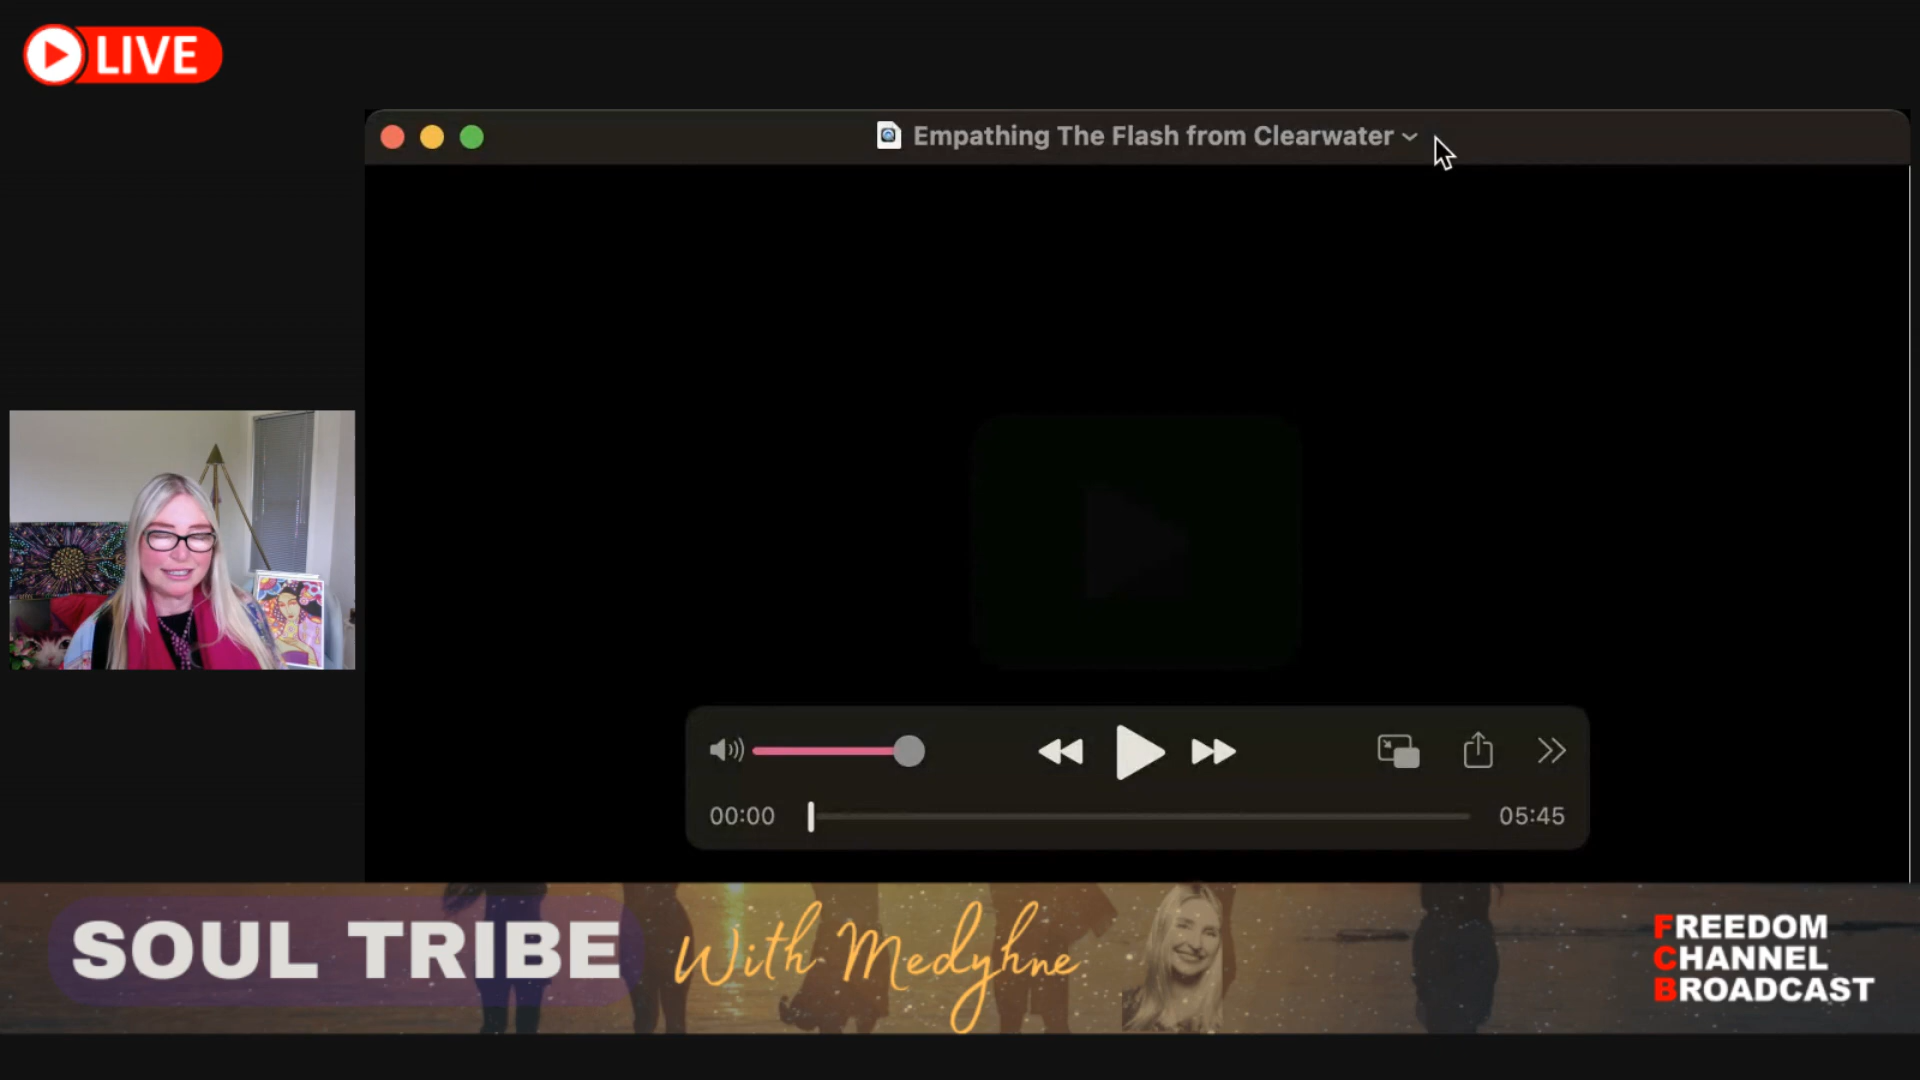 LIVE
Empathing The Flash from Clearwater
00:00
05:45
SOUL TRIBE With Medyhne
FREEDOM
CHANNEL
BROADCAST